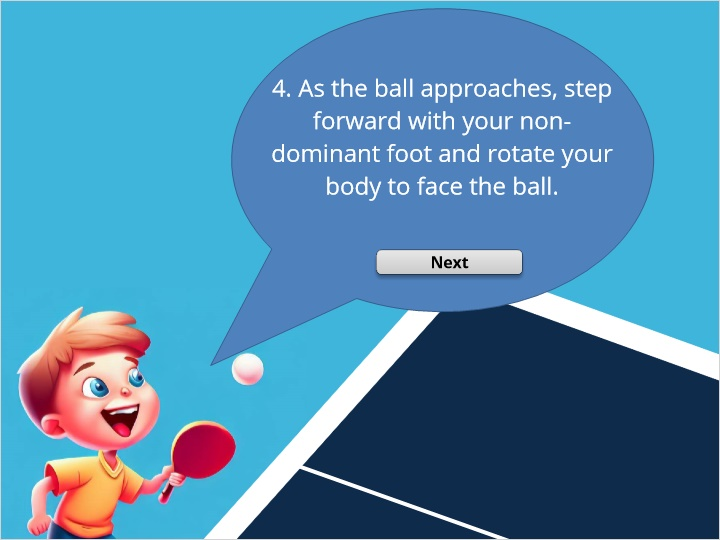 4. As the ball approaches, step
forward with your non-
dominant foot and rotate your
body to face the ball.
Next